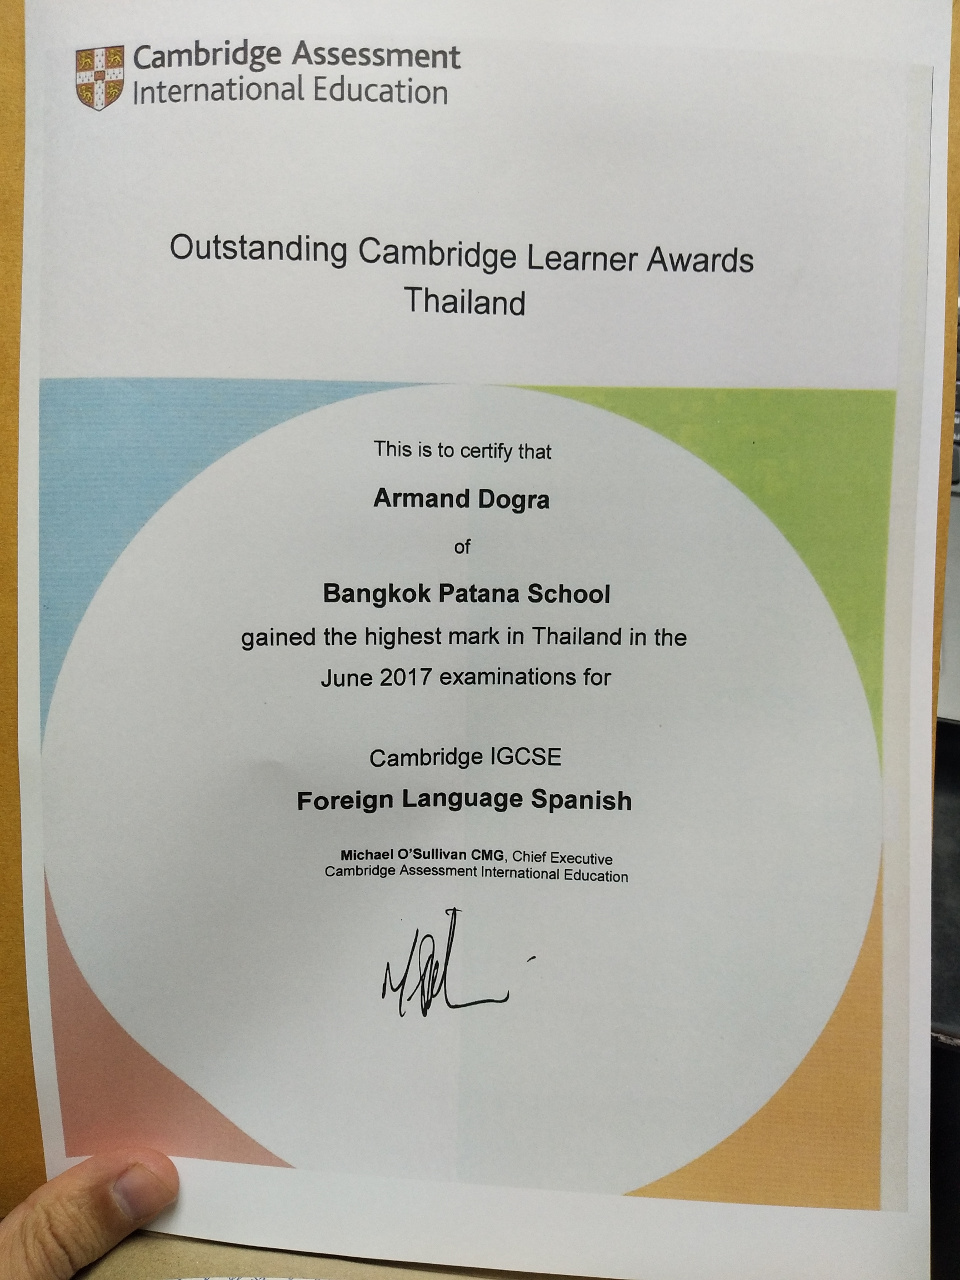 Cambridge Assessment
International Education
Outstanding Cambridge Learner Awards
Thailand
This is to certify that
Armand Dogra
of
Bangkok Patana School
gained the highest mark in Thailand in the
June 2017 examinations for
Cambridge IGCSE
Foreign Language Spanish
Michael O'Sullivan CMG, Chief Executive
Cambridge Assessment International Education